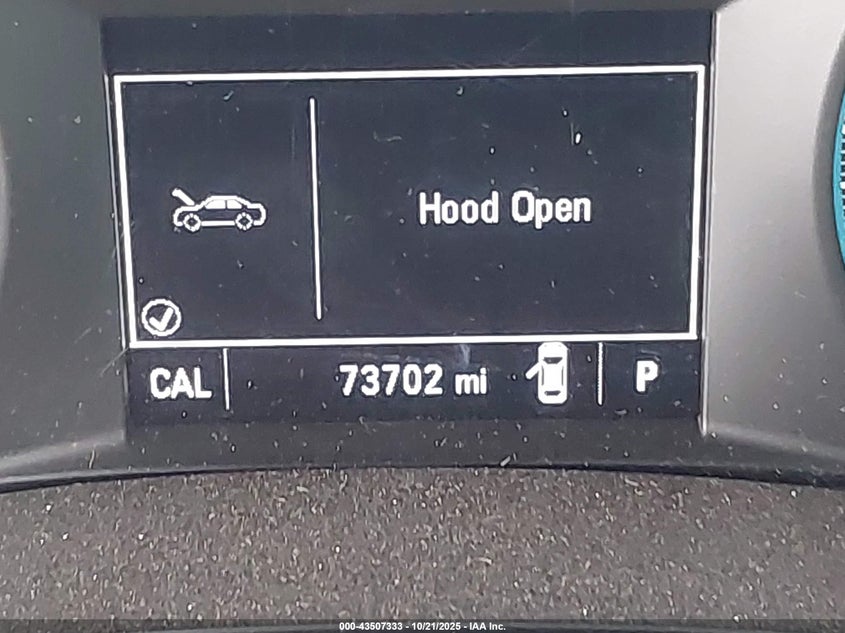 Hood Open
CAL 73702 mi P
000-43507333 - 10/21/2025 - IAA Inc.